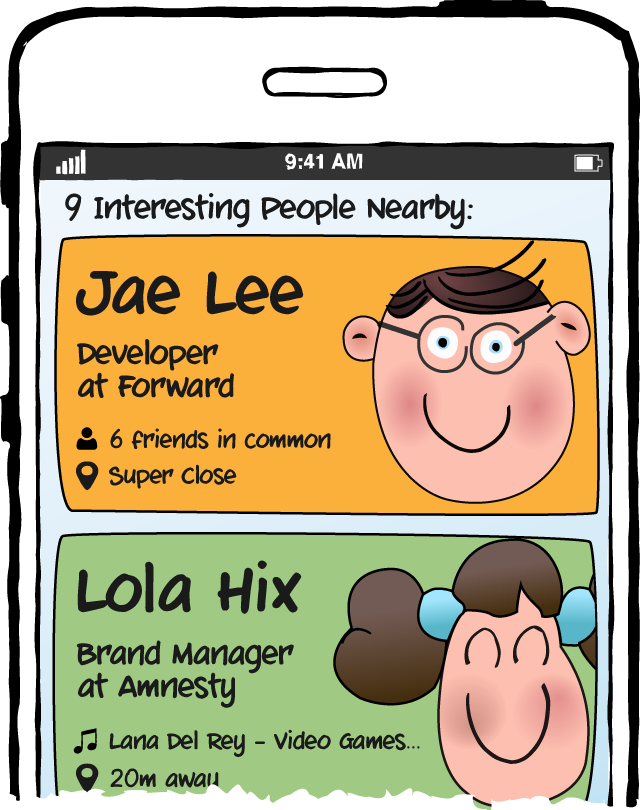 9:41 AM
9 Interesting People Nearby:
Jae Lee
Developer
at Forward
6 friends in common
Super Close
Lola Hix
Brand Manager
at Amnesty
Lana Del Rey - Video Games...
20m away